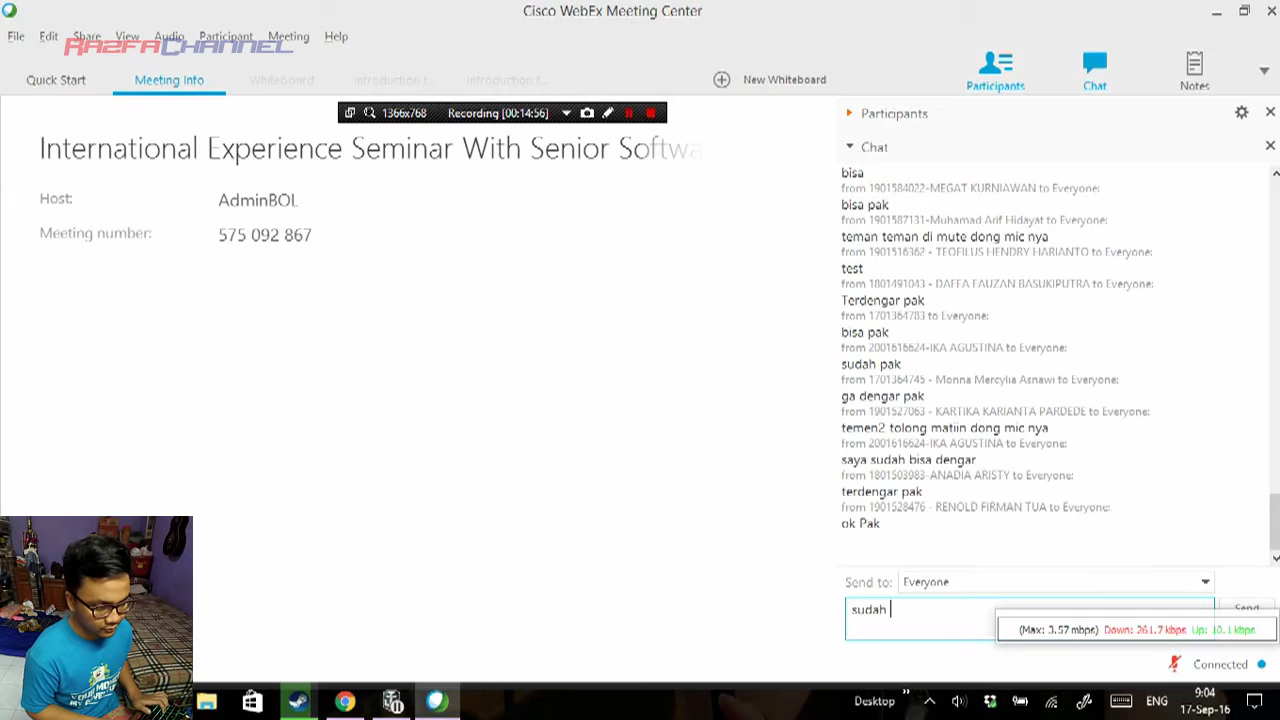 Cisco WebEx Meeting Center
File Edit Share View Audio Participant Meeting Help
RAZFACHANNEL
Quick Start Meeting Info Whiteboard Introduction t... Introduction t... New Whiteboard Participants Chat Notes
1366x768 Recording [00:14:56]
International Experience Seminar With Senior Softwa
Host: AdminBOL
Meeting number: 575 092 867
Participants
Chat
bisa
from 1901584022-MEGAT KURNIAWAN to Everyone:
bisa pak
from 1901587131-Muhamad Arif Hidayat to Everyone:
teman teman di mute dong mic nya
from 1901516362 - TEOFILUS HENDRY HARIANTO to Everyone:
test
from 1801491043 - DAFFA FAUZAN BASUKIPUTRA to Everyone:
Terdengar pak
from 1701364783 to Everyone:
bisa pak
from 2001616624-IKA AGUSTINA to Everyone:
sudah pak
from 1701364745 - Monna Mercylia Asnawi to Everyone:
ga dengar pak
from 1901527063 - KARTIKA KARIANTA PARDEDE to Everyone:
temen2 tolong matiin dong mic nya
from 2001616624-IKA AGUSTINA to Everyone:
saya sudah bisa dengar
from 1801503983-ANADIA ARISTY to Everyone:
terdengar pak
from 1901528476 - RENOLD FIRMAN TUA to Everyone:
ok Pak
Send to: Everyone
sudah
Send
(Max: 3.57 mbps) Down: 261.7 kbps Up: 10.1 kbps
Connected
Desktop ENG 9:04
17-Sep-16